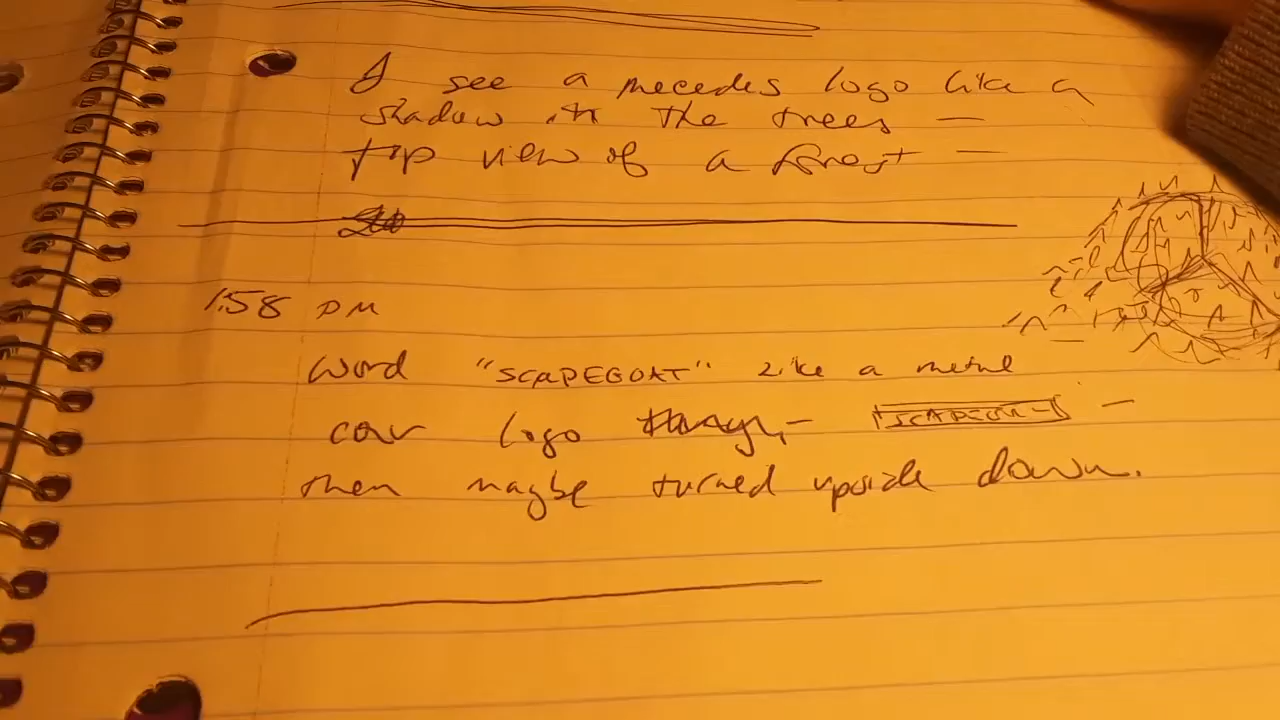 I see a mecedes logo like a
shadow in the trees —
top view of a forest —
1:58 PM
word "SCAPEGOAT" like a metal
car logo —
then maybe turned upside down.